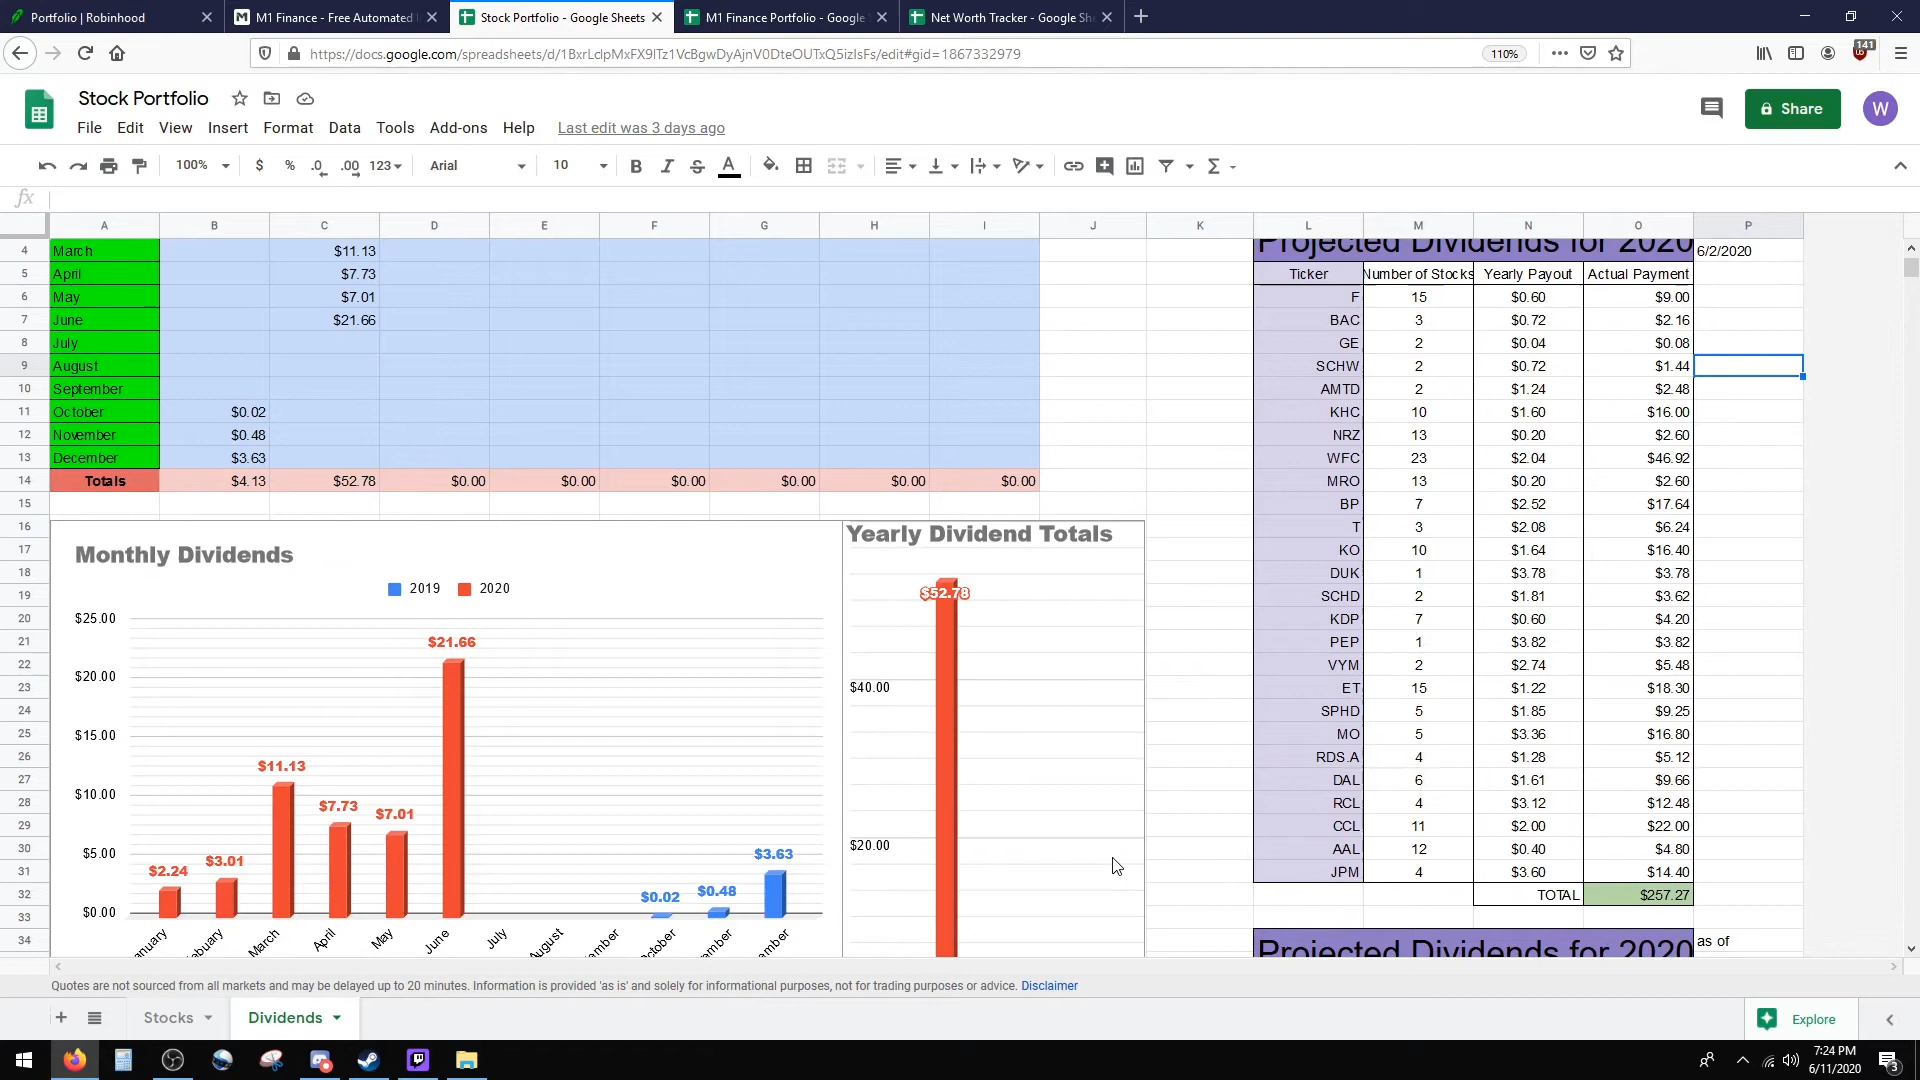 Portfolio | Robinhood
M1 Finance - Free Automated
Stock Portfolio - Google Sheets
M1 Finance Portfolio - Google
Net Worth Tracker - Google Sh
https://docs.google.com/spreadsheets/d/1BxrLclpMxFX9lTz1VcBgwDyAjnV0DteOUTxQ5izIsFs/edit#gid=1867332979
110%
141
Stock Portfolio
File Edit View Insert Format Data Tools Add-ons Help Last edit was 3 days ago
Share
W
100% $ % .0 .00 123 Arial 10 B I S A
fx
A B C D E F G H I J K L M N O P
4 March $11.13
5 April $7.73
6 May $7.01
7 June $21.66
8 July
9 August
10 September
11 October $0.02
12 November $0.48
13 December $3.63
14 Totals $4.13 $52.78 $0.00 $0.00 $0.00 $0.00 $0.00 $0.00
15
16
17
18
19
20
21
22
23
24
25
26
27
28
29
30
31
32
33
34
Projected Dividends for 2020 6/2/2020
Ticker Number of Stocks Yearly Payout Actual Payment
F 15 $0.60 $9.00
BAC 3 $0.72 $2.16
GE 2 $0.04 $0.08
SCHW 2 $0.72 $1.44
AMTD 2 $1.24 $2.48
KHC 10 $1.60 $16.00
NRZ 13 $0.20 $2.60
WFC 23 $2.04 $46.92
MRO 13 $0.20 $2.60
BP 7 $2.52 $17.64
T 3 $2.08 $6.24
KO 10 $1.64 $16.40
DUK 1 $3.78 $3.78
SCHD 2 $1.81 $3.62
KDP 7 $0.60 $4.20
PEP 1 $3.82 $3.82
VYM 2 $2.74 $5.48
ET 15 $1.22 $18.30
SPHD 5 $1.85 $9.25
MO 5 $3.36 $16.80
RDS.A 4 $1.28 $5.12
DAL 6 $1.61 $9.66
RCL 4 $3.12 $12.48
CCL 11 $2.00 $22.00
AAL 12 $0.40 $4.80
JPM 4 $3.60 $14.40
TOTAL $257.27
Projected Dividends for 2020 as of
Monthly Dividends
2019 2020
$25.00
$20.00
$15.00
$10.00
$5.00
$0.00
$2.24
$3.01
$11.13
$7.73
$7.01
$21.66
$0.02
$0.48
$3.63
anuary
ebuary
March
April
May
June
July
August
ember
ctober
ember
ember
Yearly Dividend Totals
$52.78
$40.00
$20.00
Quotes are not sourced from all markets and may be delayed up to 20 minutes. Information is provided 'as is' and solely for informational purposes, not for trading purposes or advice. Disclaimer
Stocks
Dividends
Explore
7:24 PM
6/11/2020
3